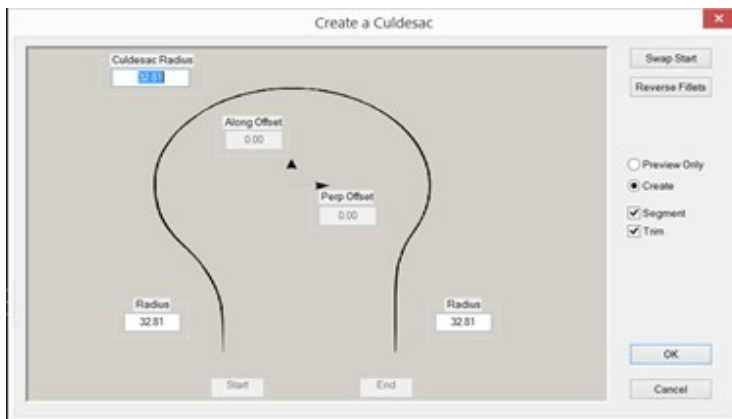 Create a Culdesac
Culdesac Radius
32.81
Swap Start
Reverse Fillets
Along Offset
0.00
Preview Only
Create
Perp Offset
0.00
Segment
Trim
Radius
32.81
Radius
32.81
OK
Start
End
Cancel